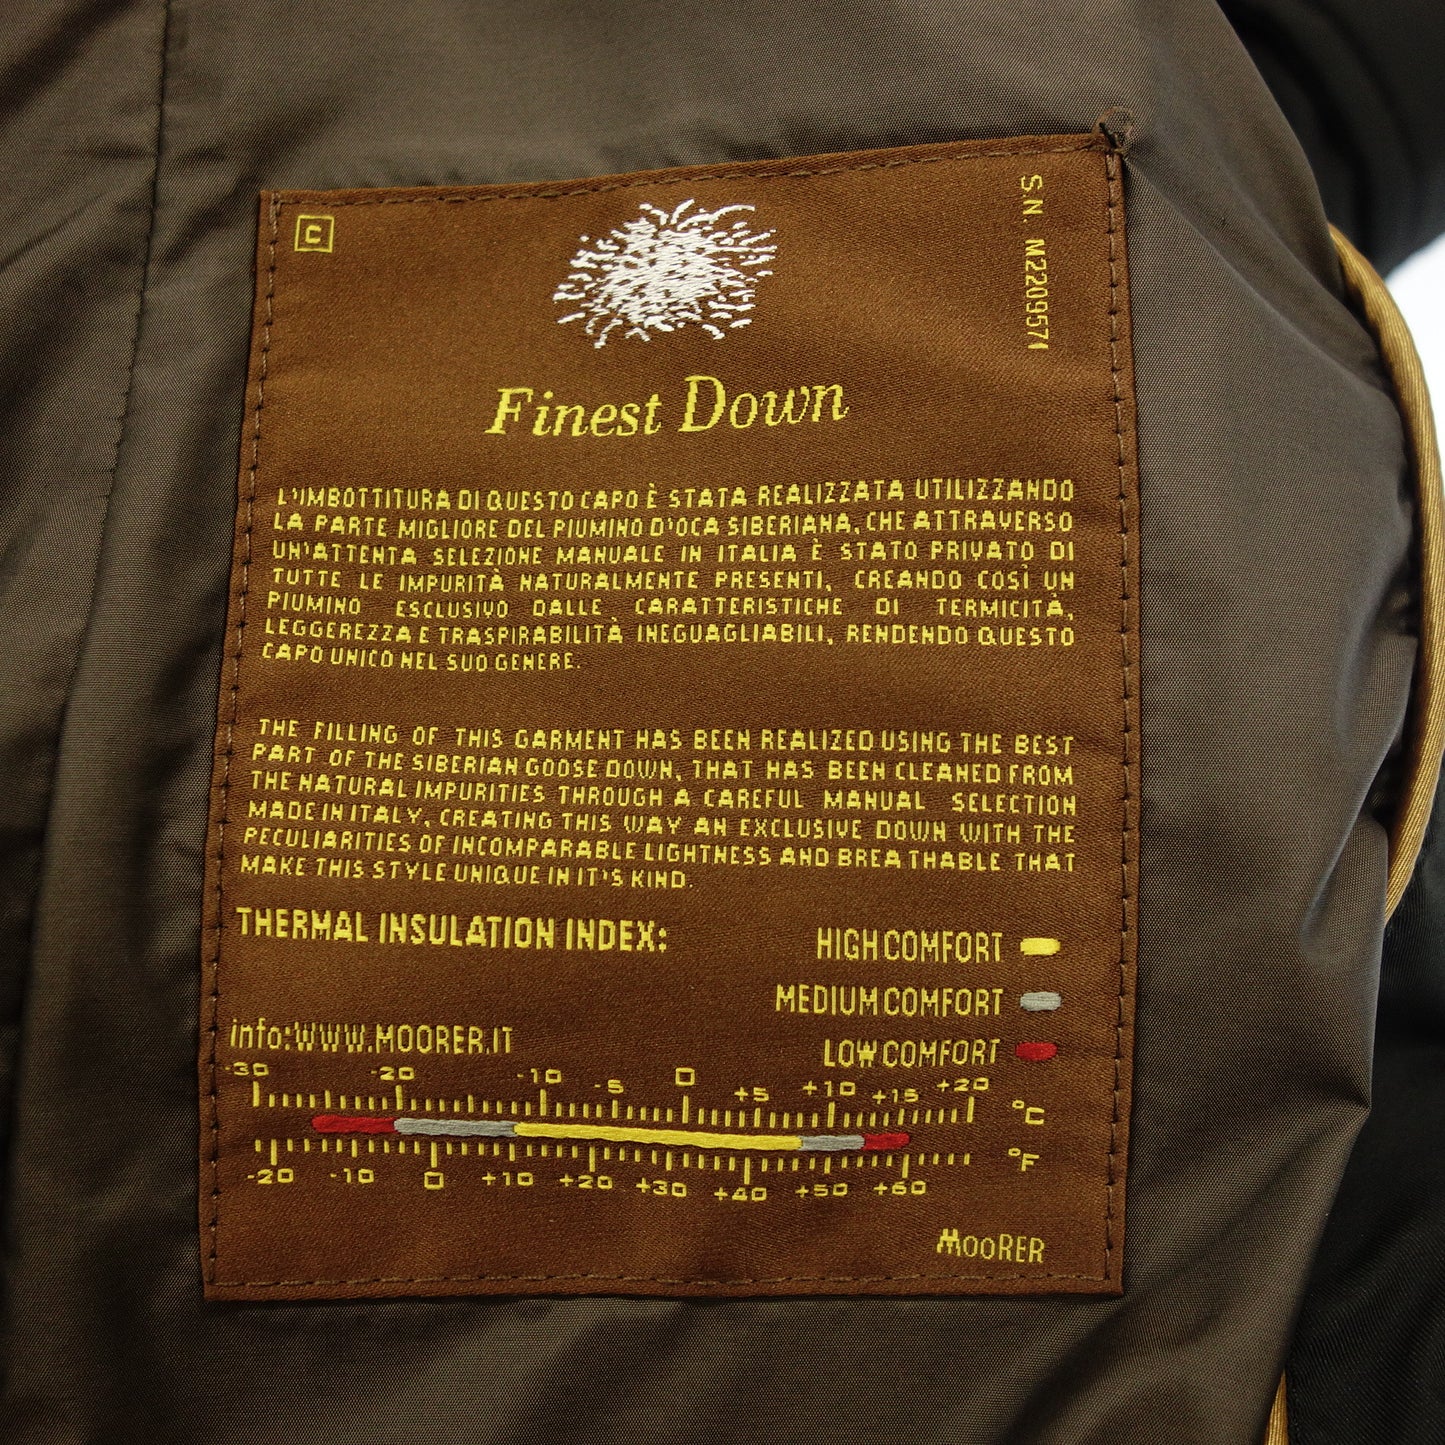 C
S.N. M2209571
Finest Down
L'IMBOTTITURA DI QUESTO CAPO È STATA REALIZZATA UTILIZZANDO
LA PARTE MIGLIORE DEL PIUMINO D'OCA SIBERIANA, CHE ATTRAVERSO
UN'ATTENTA SELEZIONE MANUALE IN ITALIA È STATO PRIVATO DI
TUTTE LE IMPURITÀ NATURALMENTE PRESENTI, CREANDO COSÌ UN
PIUMINO ESCLUSIVO DALLE CARATTERISTICHE DI TERMICITÀ,
LEGGEREZZA E TRASPIRABILITÀ INEGUAGLIABILI, RENDENDO QUESTO
CAPO UNICO NEL SUO GENERE.
THE FILLING OF THIS GARMENT HAS BEEN REALIZED USING THE BEST
PART OF THE SIBERIAN GOOSE DOWN, THAT HAS BEEN CLEANED FROM
THE NATURAL IMPURITIES THROUGH A CAREFUL MANUAL SELECTION
MADE IN ITALY, CREATING THIS WAY AN EXCLUSIVE DOWN WITH THE
PECULIARITIES OF INCOMPARABLE LIGHTNESS AND BREATHABLE THAT
MAKE THIS STYLE UNIQUE IN IT'S KIND.
THERMAL INSULATION INDEX:
HIGH COMFORT
MEDIUM COMFORT
LOW COMFORT
info:WWW.MOORER.IT
-30 -20 -10 -5 0 +5 +10 +15 +20 °C
-20 -10 0 +10 +20 +30 +40 +50 +60 °F
MOORER